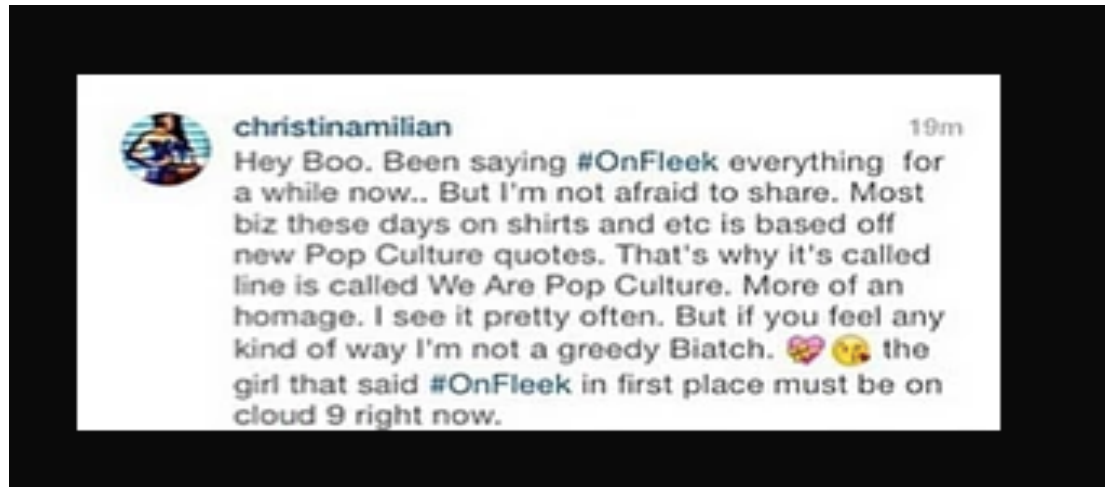 christinamilian 19m
Hey Boo. Been saying #OnFleek everything for
a while now.. But I'm not afraid to share. Most
biz these days on shirts and etc is based off
new Pop Culture quotes. That's why it's called
line is called We Are Pop Culture. More of an
homage. I see it pretty often. But if you feel any
kind of way I'm not a greedy Biatch. 💝 😘 the
girl that said #OnFleek in first place must be on
cloud 9 right now.